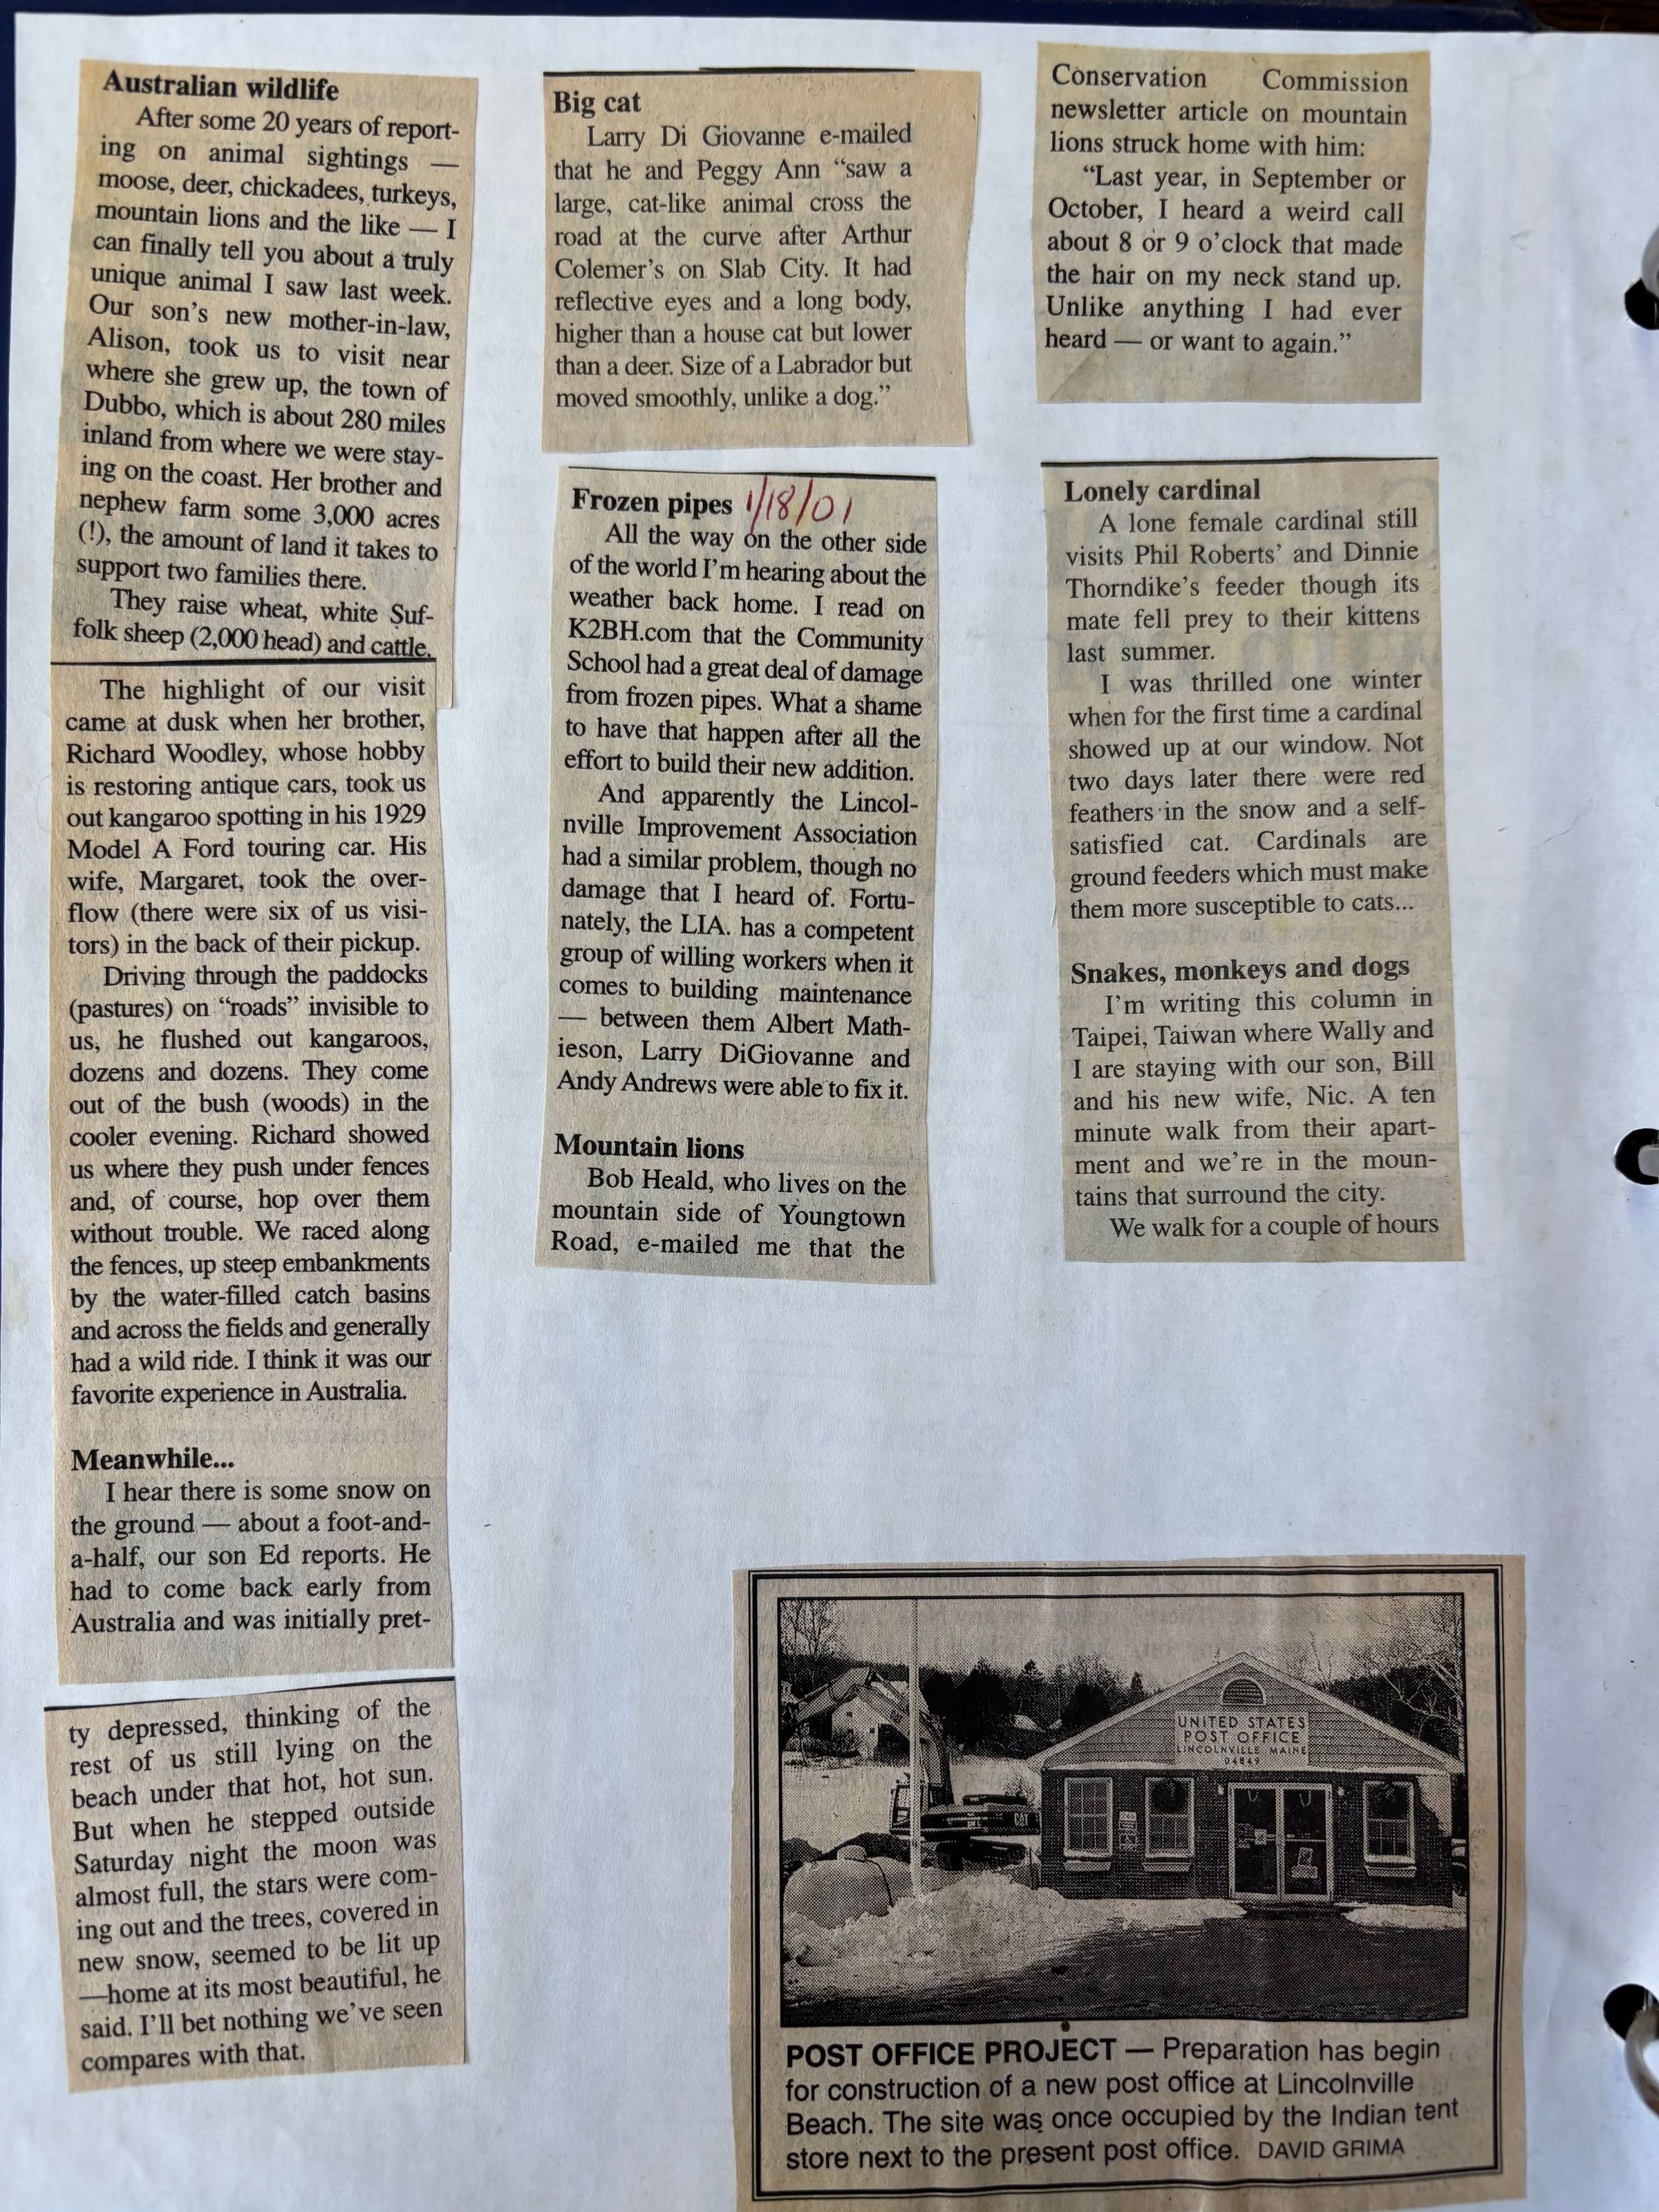 Australian wildlife
After some 20 years of report-
ing on animal sightings —
moose, deer, chickadees, turkeys,
mountain lions and the like — I
can finally tell you about a truly
unique animal I saw last week.
Our son's new mother-in-law,
Alison, took us to visit near
where she grew up, the town of
Dubbo, which is about 280 miles
inland from where we were stay-
ing on the coast. Her brother and
nephew farm some 3,000 acres
(!), the amount of land it takes to
support two families there.
They raise wheat, white Suf-
folk sheep (2,000 head) and cattle.
The highlight of our visit
came at dusk when her brother,
Richard Woodley, whose hobby
is restoring antique cars, took us
out kangaroo spotting in his 1929
Model A Ford touring car. His
wife, Margaret, took the over-
flow (there were six of us visi-
tors) in the back of their pickup.
Driving through the paddocks
(pastures) on “roads” invisible to
us, he flushed out kangaroos,
dozens and dozens. They come
out of the bush (woods) in the
cooler evening. Richard showed
us where they push under fences
and, of course, hop over them
without trouble. We raced along
the fences, up steep embankments
by the water-filled catch basins
and across the fields and generally
had a wild ride. I think it was our
favorite experience in Australia.
Meanwhile...
I hear there is some snow on
the ground — about a foot-and-
a-half, our son Ed reports. He
had to come back early from
Australia and was initially pret-
ty depressed, thinking of the
rest of us still lying on the
beach under that hot, hot sun.
But when he stepped outside
Saturday night the moon was
almost full, the stars were com-
ing out and the trees, covered in
new snow, seemed to be lit up
—home at its most beautiful, he
said. I'll bet nothing we've seen
compares with that.
Big cat
Larry Di Giovanne e-mailed
that he and Peggy Ann “saw a
large, cat-like animal cross the
road at the curve after Arthur
Colemer's on Slab City. It had
reflective eyes and a long body,
higher than a house cat but lower
than a deer. Size of a Labrador but
moved smoothly, unlike a dog.”
Frozen pipes 1/18/01
All the way on the other side
of the world I'm hearing about the
weather back home. I read on
K2BH.com that the Community
School had a great deal of damage
from frozen pipes. What a shame
to have that happen after all the
effort to build their new addition.
And apparently the Lincol-
nville Improvement Association
had a similar problem, though no
damage that I heard of. Fortu-
nately, the LIA. has a competent
group of willing workers when it
comes to building maintenance
— between them Albert Math-
ieson, Larry DiGiovanne and
Andy Andrews were able to fix it.
Mountain lions
Bob Heald, who lives on the
mountain side of Youngtown
Road, e-mailed me that the
Conservation Commission
newsletter article on mountain
lions struck home with him:
“Last year, in September or
October, I heard a weird call
about 8 or 9 o'clock that made
the hair on my neck stand up.
Unlike anything I had ever
heard — or want to again.”
Lonely cardinal
A lone female cardinal still
visits Phil Roberts' and Dinnie
Thorndike's feeder though its
mate fell prey to their kittens
last summer.
I was thrilled one winter
when for the first time a cardinal
showed up at our window. Not
two days later there were red
feathers in the snow and a self-
satisfied cat. Cardinals are
ground feeders which must make
them more susceptible to cats...
Snakes, monkeys and dogs
I'm writing this column in
Taipei, Taiwan where Wally and
I are staying with our son, Bill
and his new wife, Nic. A ten
minute walk from their apart-
ment and we're in the moun-
tains that surround the city.
We walk for a couple of hours
UNITED STATES
POST OFFICE
LINCOLNVILLE MAINE
04849
CAT
POST OFFICE PROJECT — Preparation has begin
for construction of a new post office at Lincolnville
Beach. The site was once occupied by the Indian tent
store next to the present post office. DAVID GRIMA